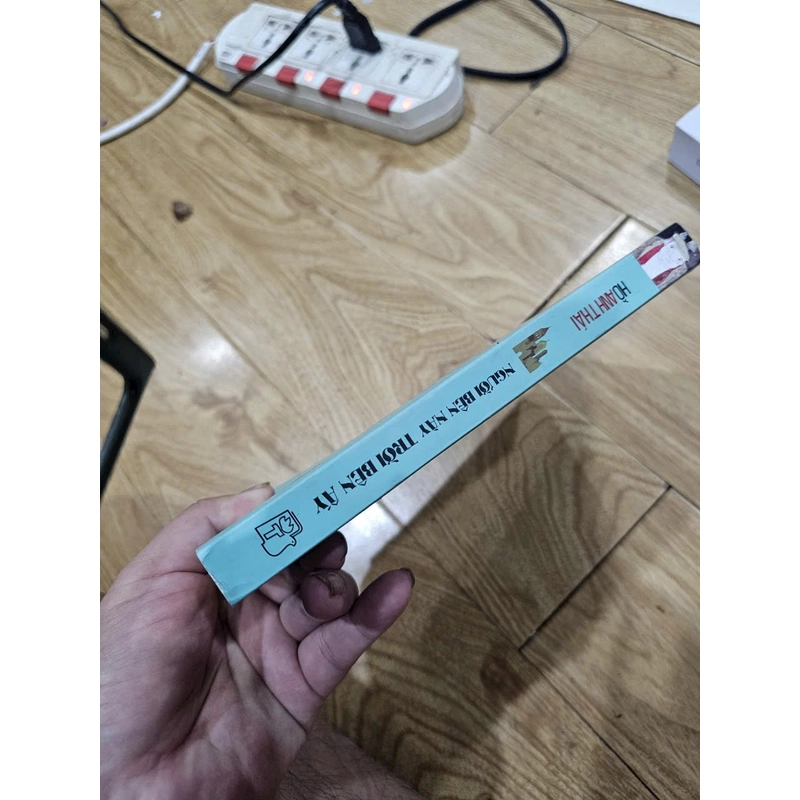 HỒ ANH THÁI
NGƯỜI BÊN NÀY TRỜI BÊN ẤY